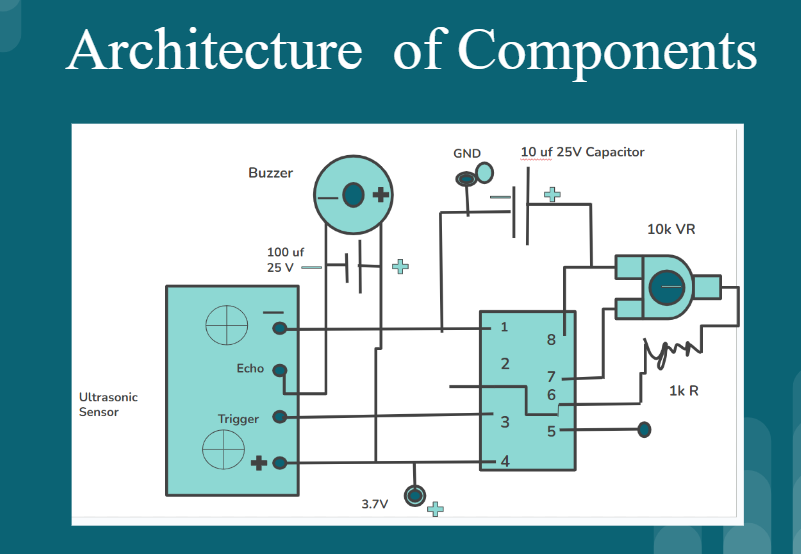 Architecture of Components
GND
10 uf 25V Capacitor
Buzzer
10k VR
100 uf
25 V
1
8
2
Echo
7
6
1k R
Ultrasonic
Sensor
Trigger
3
5
4
3.7V